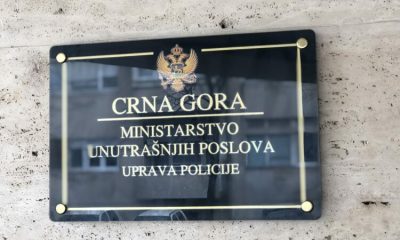 CRNA GORA
MINISTARSTVO
UNUTRAŠNJIH POSLOVA
UPRAVA POLICIJE